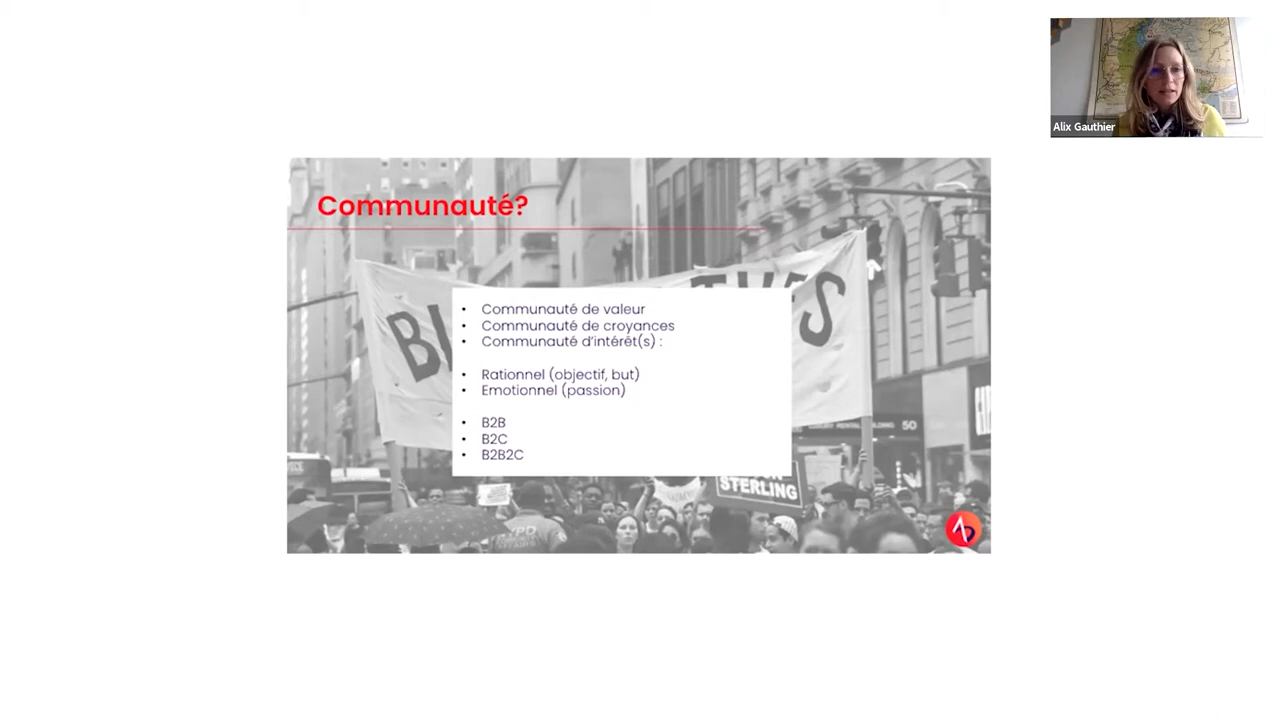 Alix Gauthier
Communauté?
• Communauté de valeur
• Communauté de croyances
• Communauté d'intérêt(s) :
• Rationnel (objectif, but)
• Emotionnel (passion)
• B2B
• B2C
• B2B2C
50
STERLING